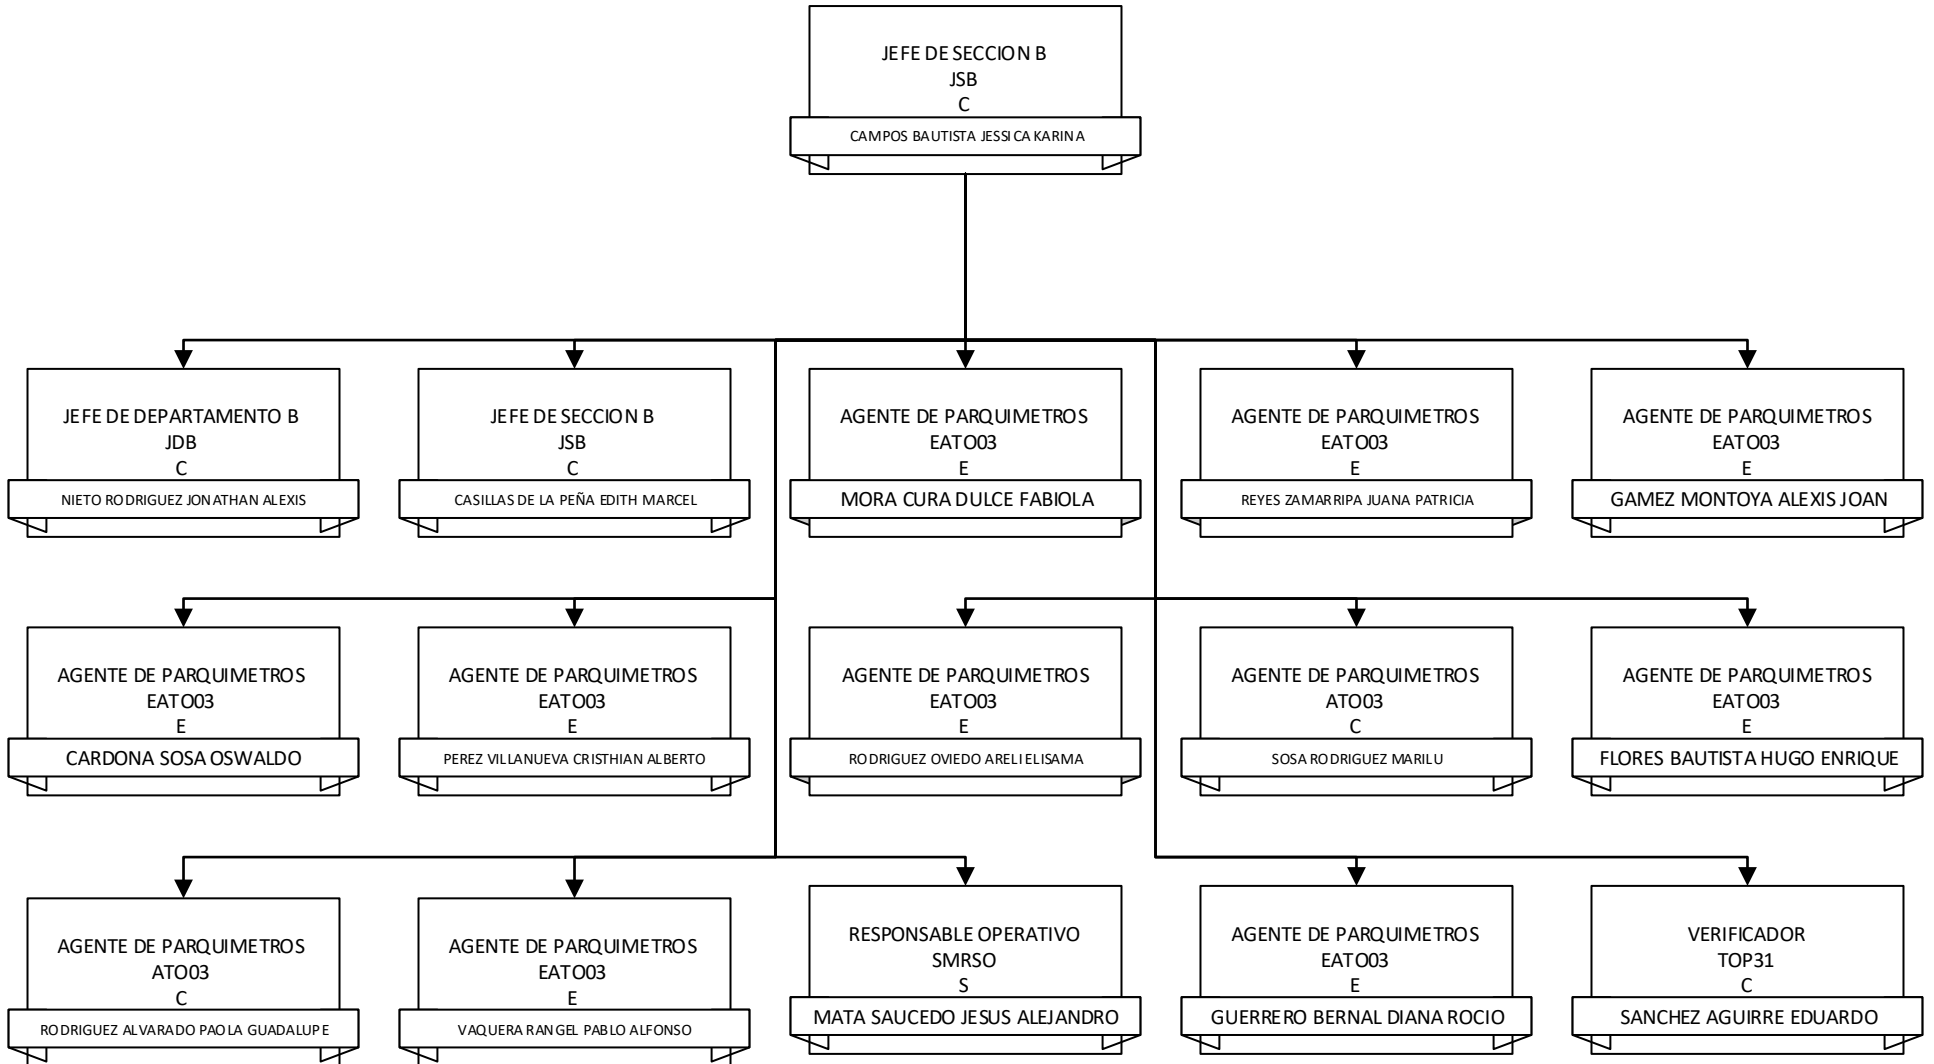 JEFE DE SECCION B
JSB
C
CAMPOS BAUTISTA JESSICA KARINA
JEFE DE DEPARTAMENTO B
JDB
C
NIETO RODRIGUEZ JONATHAN ALEXIS
JEFE DE SECCION B
JSB
C
CASILLAS DE LA PEÑA EDITH MARCEL
AGENTE DE PARQUIMETROS
EATO03
E
MORA CURA DULCE FABIOLA
AGENTE DE PARQUIMETROS
EATO03
E
REYES ZAMARRIPA JUANA PATRICIA
AGENTE DE PARQUIMETROS
EATO03
E
GAMEZ MONTOYA ALEXIS JOAN
AGENTE DE PARQUIMETROS
EATO03
E
CARDONA SOSA OSWALDO
AGENTE DE PARQUIMETROS
EATO03
E
PEREZ VILLANUEVA CRISTHIAN ALBERTO
AGENTE DE PARQUIMETROS
EATO03
E
RODRIGUEZ OVIEDO ARELI ELISAMA
AGENTE DE PARQUIMETROS
ATO03
C
SOSA RODRIGUEZ MARILU
AGENTE DE PARQUIMETROS
EATO03
E
FLORES BAUTISTA HUGO ENRIQUE
AGENTE DE PARQUIMETROS
ATO03
C
RODRIGUEZ ALVARADO PAOLA GUADALUPE
AGENTE DE PARQUIMETROS
EATO03
E
VAQUERA RANGEL PABLO ALFONSO
RESPONSABLE OPERATIVO
SMRSO
S
MATA SAUCEDO JESUS ALEJANDRO
AGENTE DE PARQUIMETROS
EATO03
E
GUERRERO BERNAL DIANA ROCIO
VERIFICADOR
TOP31
C
SANCHEZ AGUIRRE EDUARDO